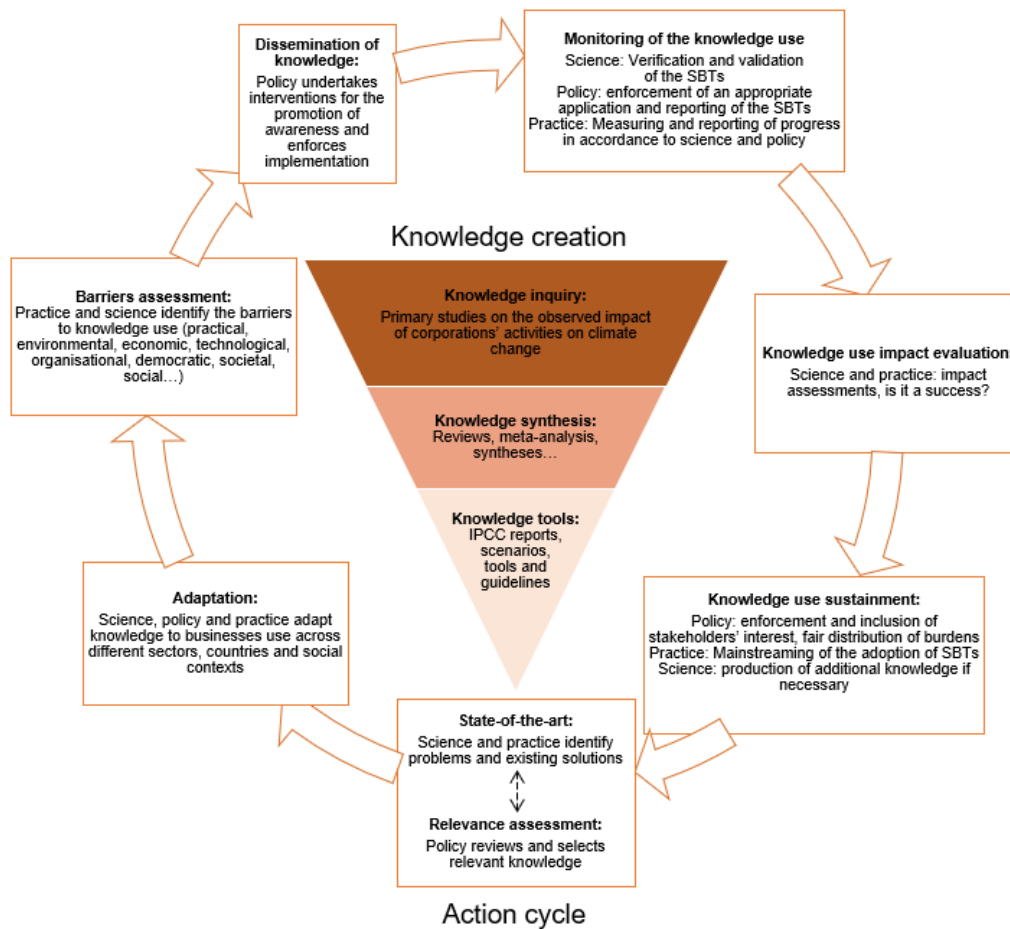 Dissemination of
knowledge:
Policy undertakes
interventions for the
promotion of
awareness and
enforces
implementation
Monitoring of the knowledge use
Science: Verification and validation
of the SBTs
Policy: enforcement of an appropriate
application and reporting of the SBTs
Practice: Measuring and reporting of progress
in accordance to science and policy
Knowledge creation
Knowledge inquiry:
Primary studies on the observed impact
of corporations’ activities on climate
change
Knowledge synthesis:
Reviews, meta-analysis,
syntheses…
Knowledge tools:
IPCC reports,
scenarios,
tools and
guidelines
Barriers assessment:
Practice and science identify the barriers
to knowledge use (practical,
environmental, economic, technological,
organisational, democratic, societal,
social…)
Knowledge use impact evaluation:
Science and practice: impact
assessments, is it a success?
Adaptation:
Science, policy and practice adapt
knowledge to businesses use across
different sectors, countries and social
contexts
Knowledge use sustainment:
Policy: enforcement and inclusion of
stakeholders’ interest, fair distribution of burdens
Practice: Mainstreaming of the adoption of SBTs
Science: production of additional knowledge if
necessary
State-of-the-art:
Science and practice identify
problems and existing solutions
Relevance assessment:
Policy reviews and selects
relevant knowledge
Action cycle